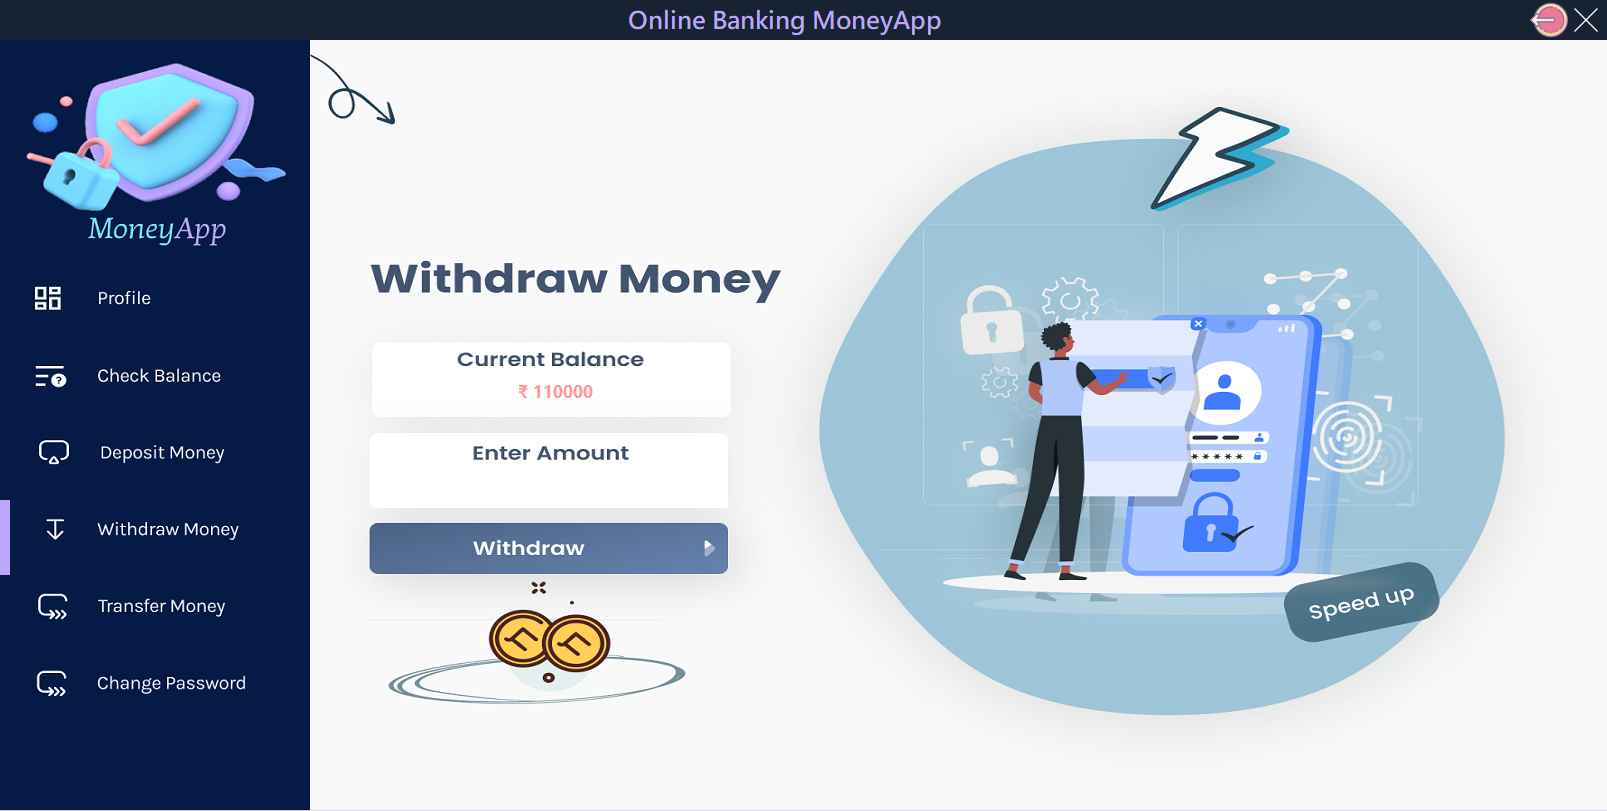 Online Banking MoneyApp
MoneyApp
Profile
Check Balance
Deposit Money
Withdraw Money
Transfer Money
Change Password
Withdraw Money
Current Balance
₹ 110000
Enter Amount
Withdraw
*****
Speed up